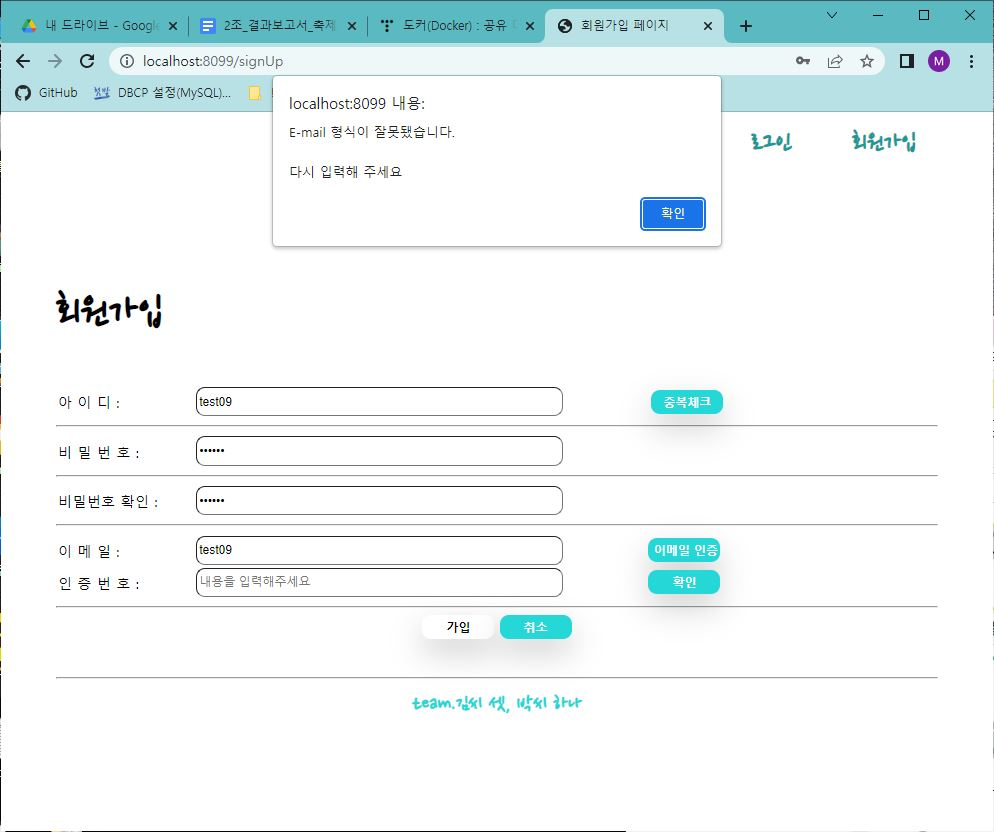 내 드라이브 - Google
2조_결과보고서_축제
도커(Docker) : 공유
회원가입 페이지
localhost:8099/signUp
M
GitHub
DBCP 설정(MySQL)...
localhost:8099 내용:
E-mail 형식이 잘못됐습니다.
다시 입력해 주세요
확인
로그인 회원가입
회원가입
아 이 디 : test09 중복체크
비 밀 번 호 : ••••••
비밀번호 확인 : ••••••
이 메 일 : test09 이메일 인증
인 증 번 호 : 내용을 입력해주세요 확인
가입 취소
team.김씨 셋, 박씨 하나